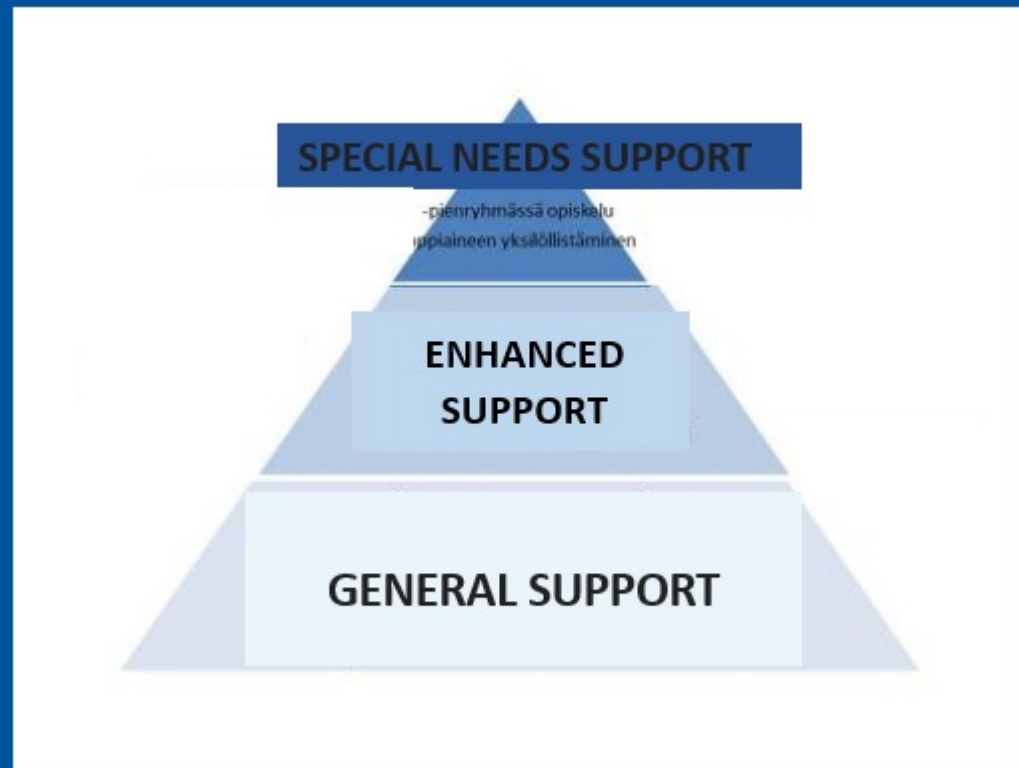 SPECIAL NEEDS SUPPORT
-pienryhmässä opiskelu
yksilöllistäminen
ENHANCED
SUPPORT
GENERAL SUPPORT